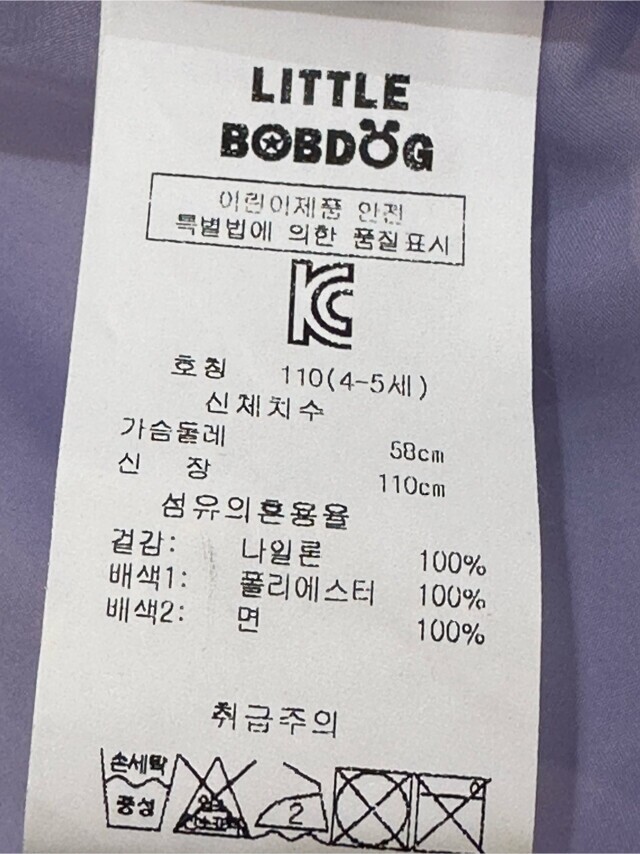 LITTLE
BOBDOG
어린이제품 안전
특별법에 의한 품질표시
KC
호칭 110(4-5세)
신체치수
가슴둘레 58cm
신 장 110cm
섬유의혼용율
겉감: 나일론 100%
배색1: 폴리에스터 100%
배색2: 면 100%
취급주의
손세탁
중성
2